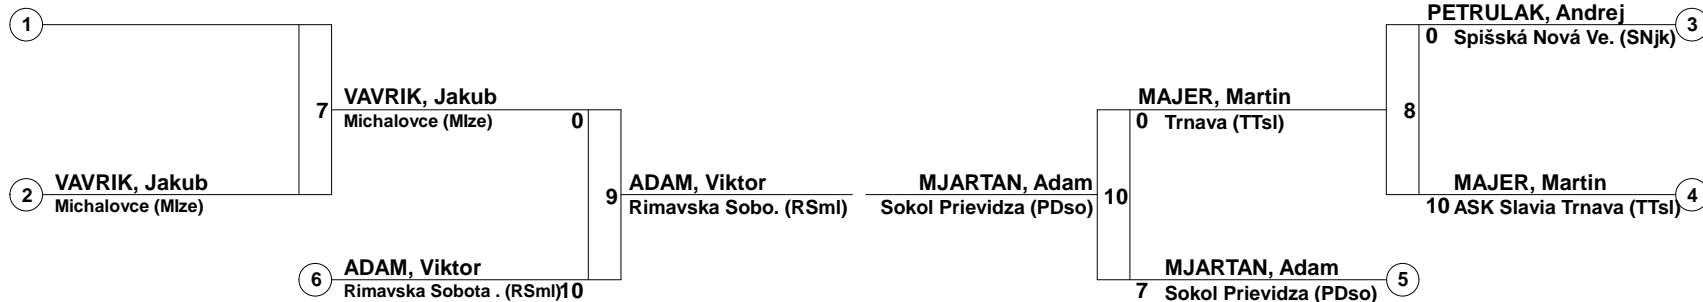 1
7
VAVRIK, Jakub
Michalovce (MIze)
0
2
VAVRIK, Jakub
Michalovce (MIze)
9
ADAM, Viktor
Rimavska Sobo. (RSml)
6
ADAM, Viktor
Rimavska Sobota . (RSml)10
PETRULAK, Andrej
0 Spišská Nová Ve. (SNjk)
3
MAJER, Martin
0 Trnava (TTsl)
8
MJARTAN, Adam
Sokol Prievidza (PDso)
10
MAJER, Martin
10 ASK Slavia Trnava (TTsl)
4
MJARTAN, Adam
7 Sokol Prievidza (PDso)
5